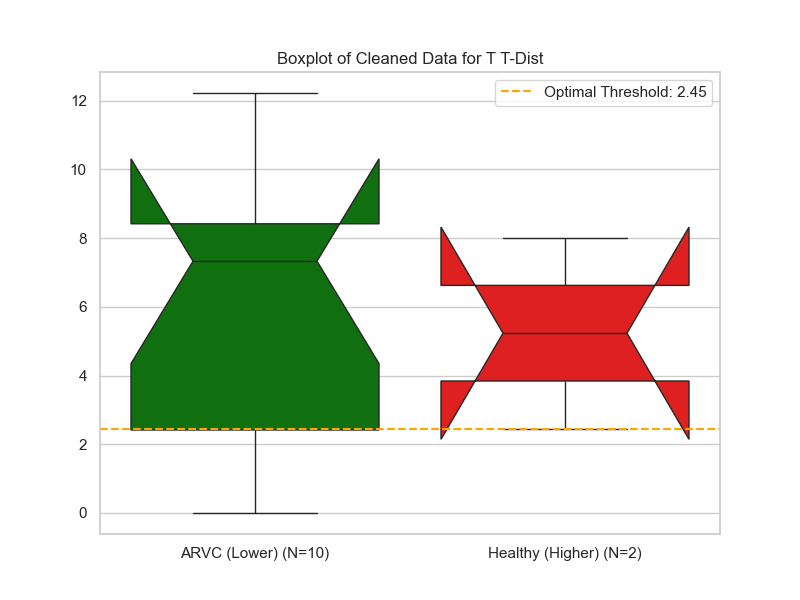 Boxplot of Cleaned Data for T T-Dist
Optimal Threshold: 2.45
12
10
8
6
4
2
0
ARVC (Lower) (N=10)
Healthy (Higher) (N=2)